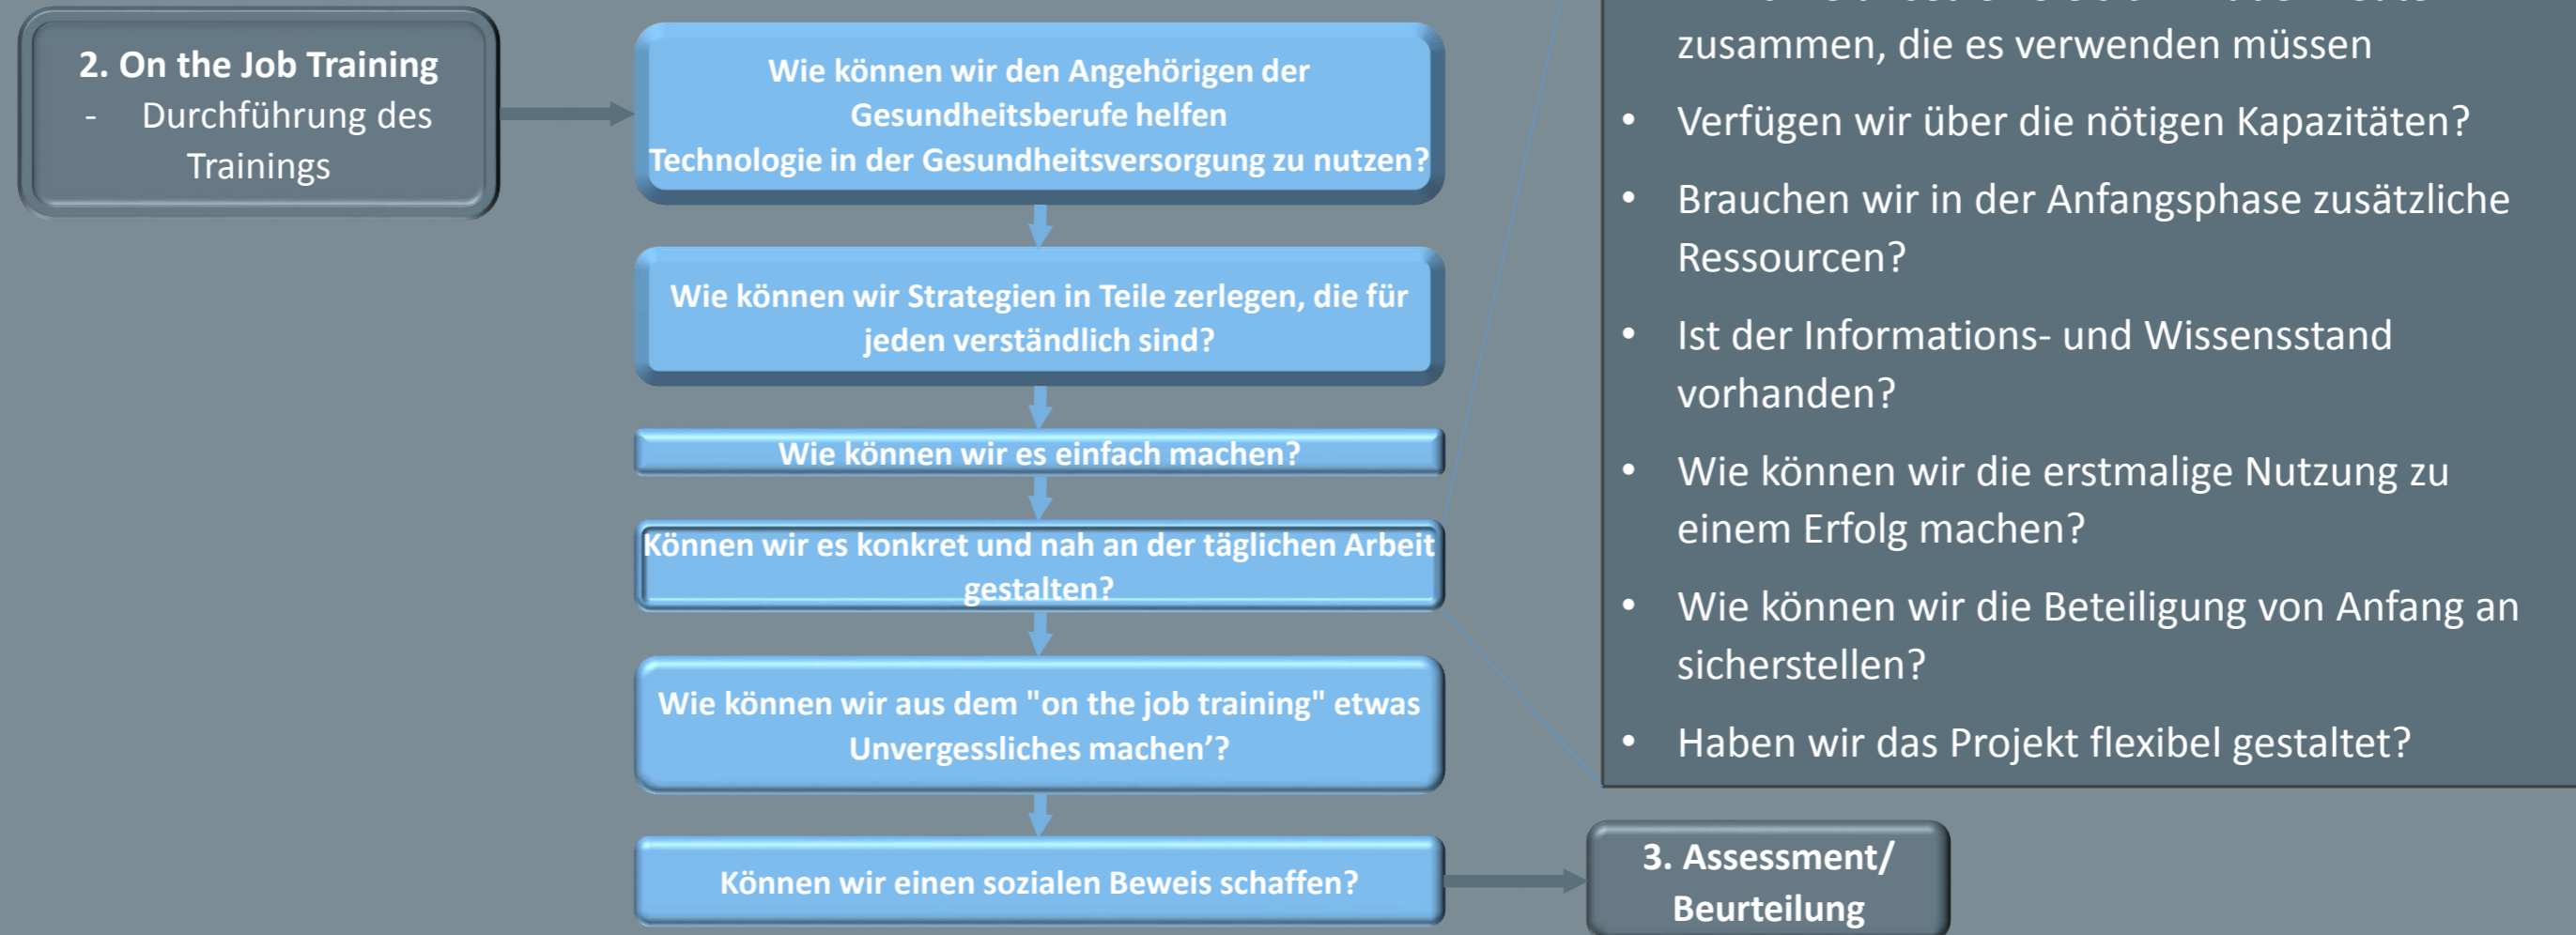 2. On the Job Training
- Durchführung des
Trainings
Wie können wir den Angehörigen der
Gesundheitsberufe helfen
Technologie in der Gesundheitsversorgung zu nutzen?
Wie können wir Strategien in Teile zerlegen, die für
jeden verständlich sind?
Wie können wir es einfach machen?
Können wir es konkret und nah an der täglichen Arbeit
gestalten?
Wie können wir aus dem "on the job training" etwas
Unvergessliches machen’?
Können wir einen sozialen Beweis schaffen?
zusammen, die es verwenden müssen
• Verfügen wir über die nötigen Kapazitäten?
• Brauchen wir in der Anfangsphase zusätzliche
Ressourcen?
• Ist der Informations- und Wissensstand
vorhanden?
• Wie können wir die erstmalige Nutzung zu
einem Erfolg machen?
• Wie können wir die Beteiligung von Anfang an
sicherstellen?
• Haben wir das Projekt flexibel gestaltet?
3. Assessment/
Beurteilung